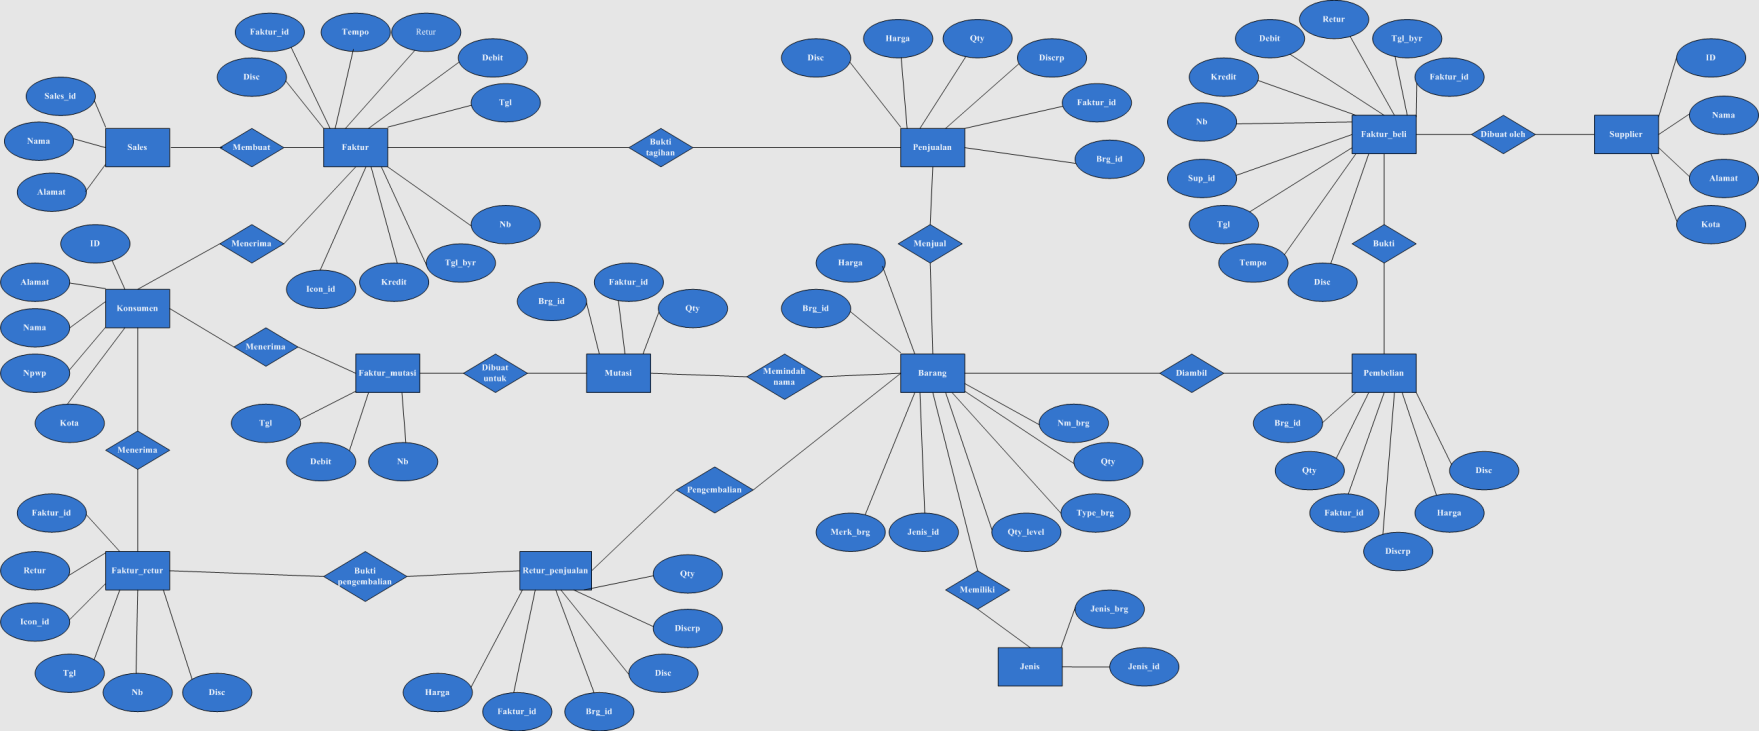 Retur
Faktur_id
Tempo
Retur
Harga
Qty
Debit
Tgl_byr
Debit
Disc
Discrp
ID
Disc
Kredit
Faktur_id
Sales_id
Tgl
Faktur_id
Nama
Nb
Nama
Sales
Membuat
Faktur
Bukti
tagihan
Penjualan
Faktur_beli
Dibuat oleh
Supplier
Brg_id
Alamat
Sup_id
Alamat
Nb
Tgl
Kota
ID
Menerima
Menjual
Bukti
Tgl_byr
Harga
Tempo
Alamat
Icon_id
Kredit
Faktur_id
Disc
Konsumen
Brg_id
Qty
Brg_id
Nama
Menerima
Npwp
Faktur_mutasi
Dibuat
untuk
Mutasi
Memindah
nama
Barang
Diambil
Pembelian
Kota
Tgl
Nm_brg
Brg_id
Menerima
Debit
Nb
Qty
Qty
Disc
Pengembalian
Faktur_id
Type_brg
Faktur_id
Harga
Merk_brg
Jenis_id
Qty_level
Discrp
Retur
Faktur_retur
Bukti
pengembalian
Retur_penjualan
Qty
Memiliki
Icon_id
Discrp
Jenis_brg
Tgl
Disc
Jenis
Jenis_id
Nb
Disc
Harga
Faktur_id
Brg_id